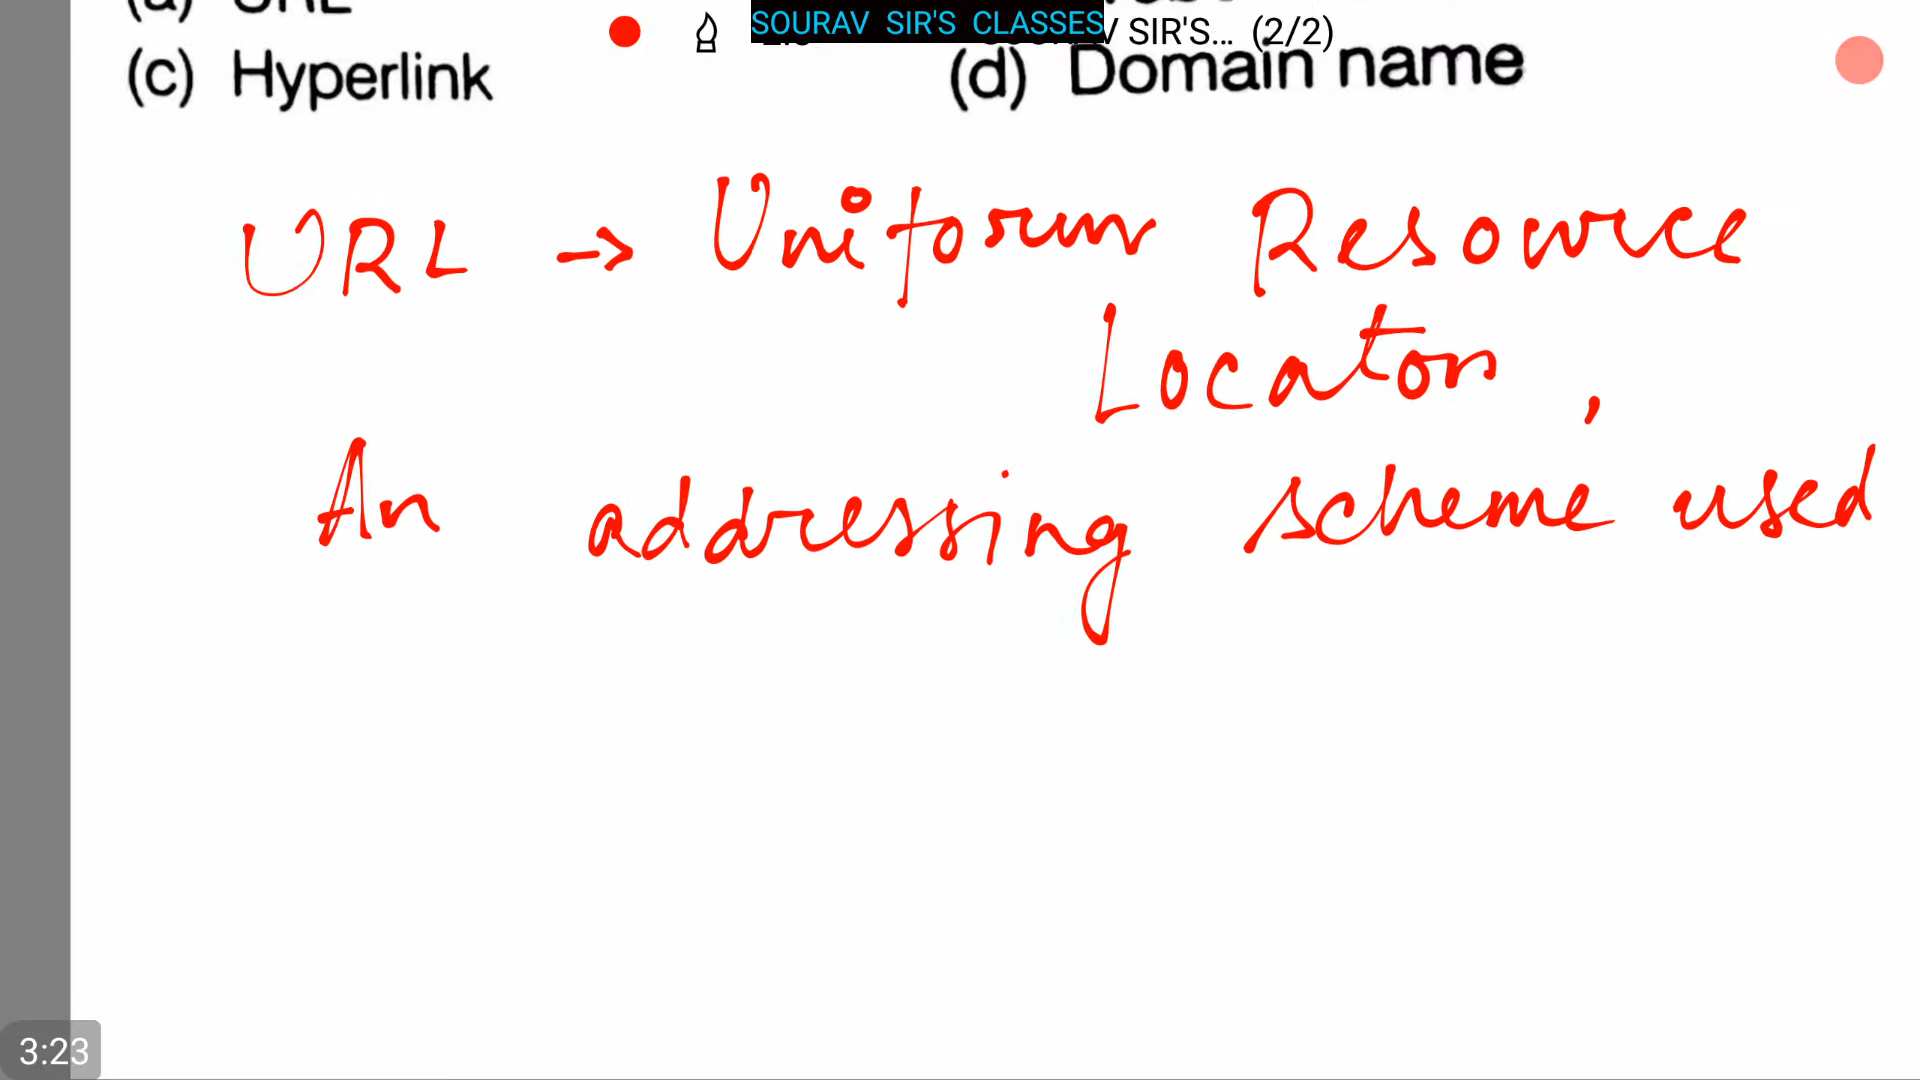 (a) URL
SOURAV SIR'S CLASSES
SIR'S... (2/2)
(c) Hyperlink (d) Domain name
URL → Uniform Resource
Locator,
An addressing scheme used
3:23